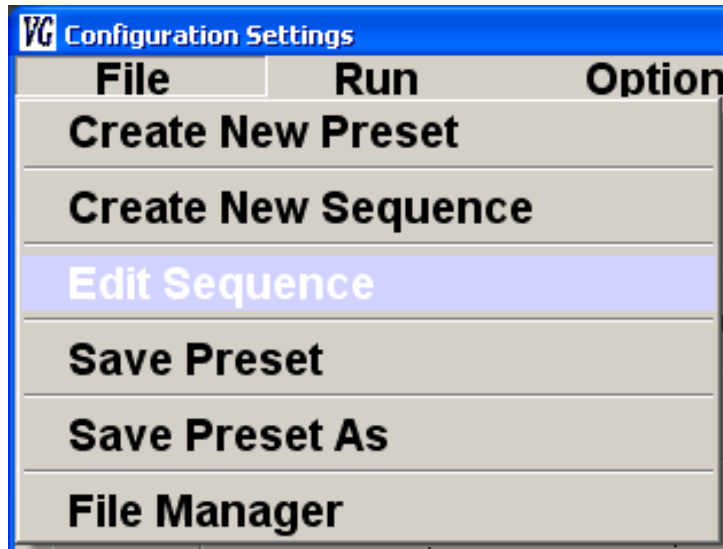 VG Configuration Settings
File Run Option
Create New Preset
Create New Sequence
Edit Sequence
Save Preset
Save Preset As
File Manager